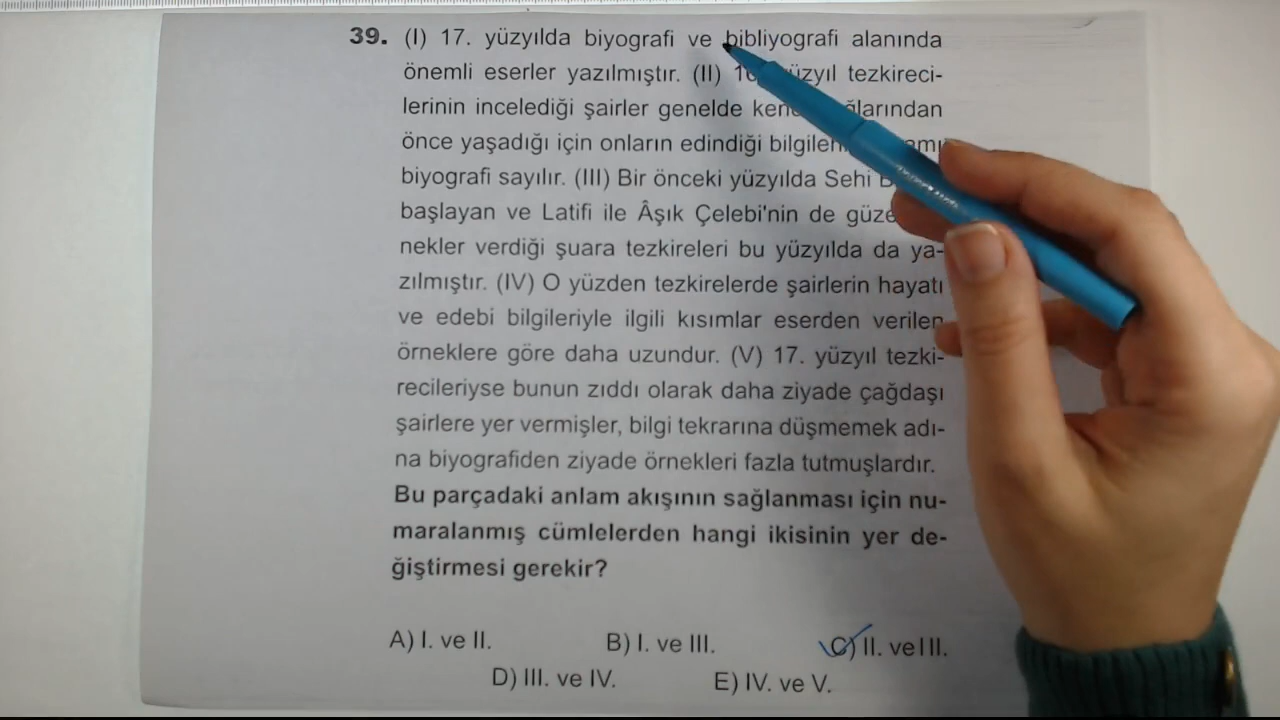 39. (I) 17. yüzyılda biyografi ve bibliyografi alanında
önemli eserler yazılmıştır. (II) yüzyıl tezkireci-
lerinin incelediği şairler genelde
önce yaşadığı için onların edindiği
biyografi sayılır. (III) Bir önceki yüzyılda Sehi
başlayan ve Latifi ile Âşık Çelebi'nin de
nekler verdiği şuara tezkireleri bu yüzyılda da ya-
zılmıştır. (IV) O yüzden tezkirelerde şairlerin hayatı
ve edebi bilgileriyle ilgili kısımlar eserden verilen
örneklere göre daha uzundur. (V) 17. yüzyıl tezki-
recileriyse bunun zıddı olarak daha ziyade çağdaşı
şairlere yer vermişler, bilgi tekrarına düşmemek adı-
na biyografiden ziyade örnekleri fazla tutmuşlardır.
Bu parçadaki anlam akışının sağlanması için nu-
maralanmış cümlelerden hangi ikisinin yer de-
ğiştirmesi gerekir?
A) I. ve II. B) I. ve III. C) II. ve III.
D) III. ve IV. E) IV. ve V.